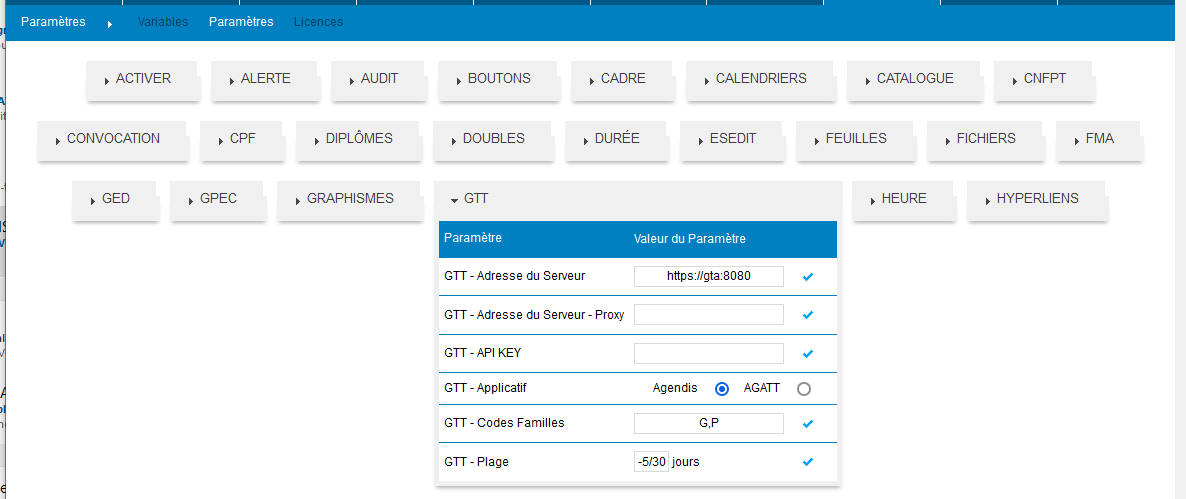 Paramètres Variables Paramètres Licences
ACTIVER ALERTE AUDIT BOUTONS CADRE CALENDRIERS CATALOGUE CNFPT
CONVOCATION CPF DIPLÔMES DOUBLES DURÉE ESEDIT FEUILLES FICHIERS FMA
GED GPEC GRAPHISMES GTT HEURE HYPERLIENS
Paramètre Valeur du Paramètre
GTT - Adresse du Serveur https://gta:8080
GTT - Adresse du Serveur - Proxy
GTT - API KEY
GTT - Applicatif Agendis AGATT
GTT - Codes Familles G,P
GTT - Plage -5/30 jours